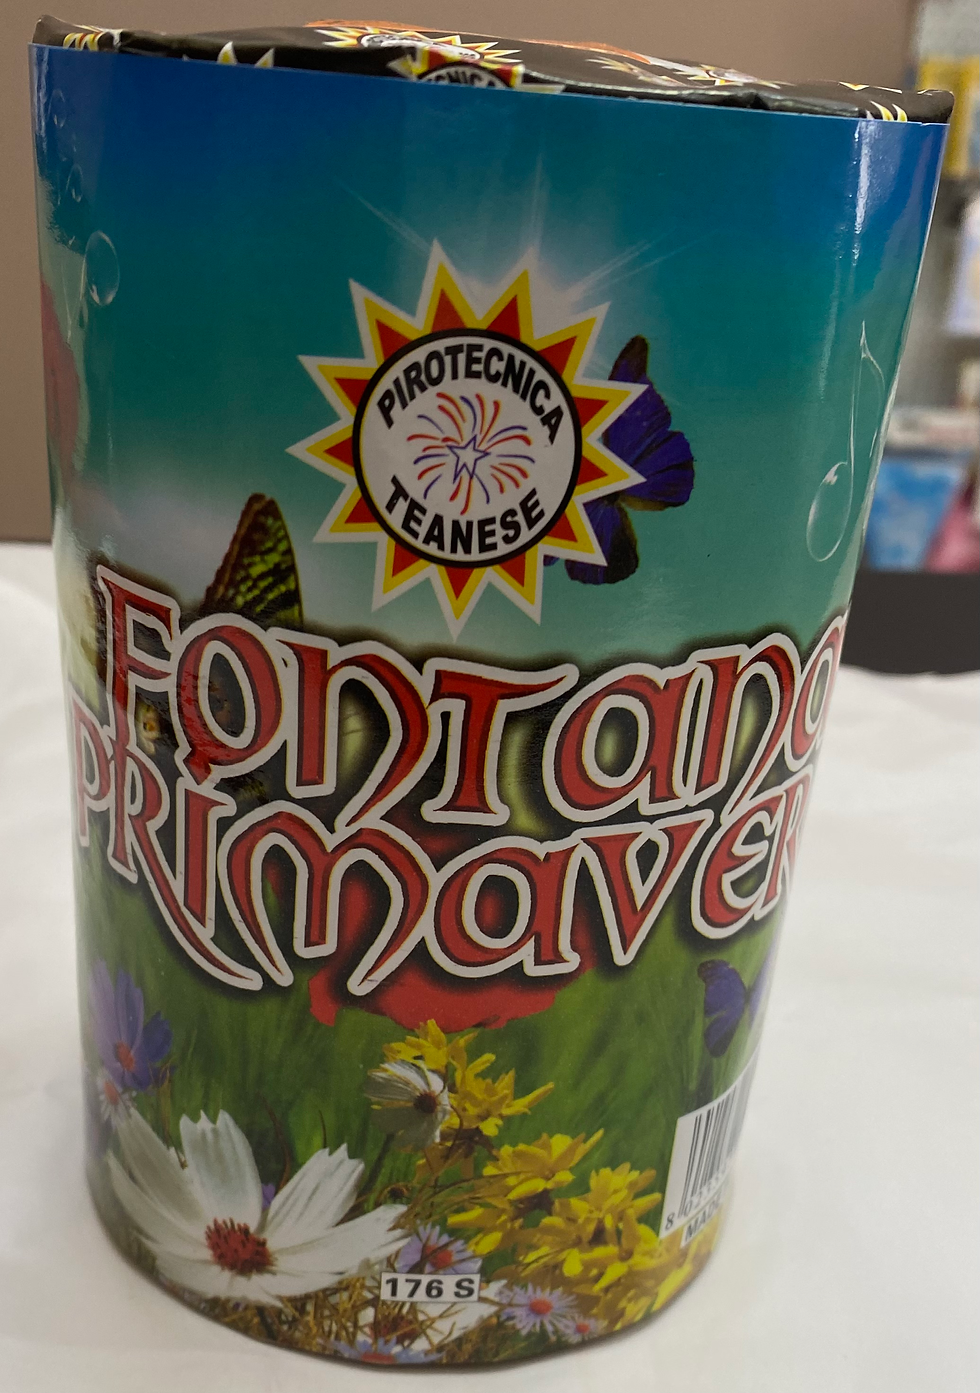 PIROTECNICA
TEANESE
FONTANA
PRIMAVER
176 S